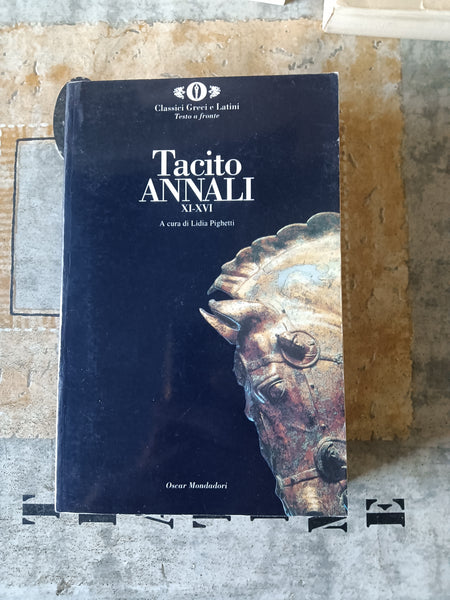 Classici Greci e Latini
Testo a fronte
Tacito
ANNALI
XI-XVI
A cura di Lidia Pighetti
Oscar Mondadori